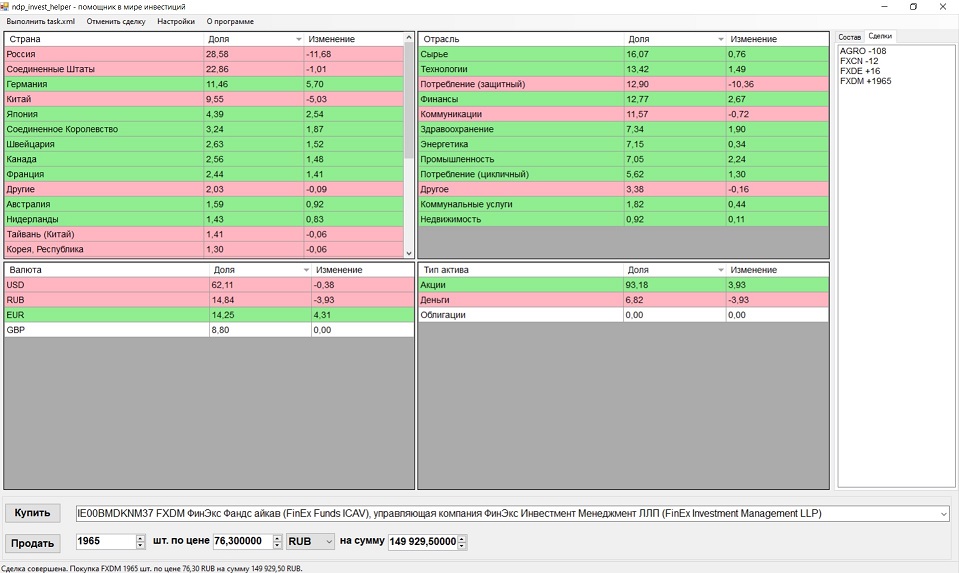 ndp_invest_helper - помощник в мире инвестиций
Выполнить task.xml Отменить сделку Настройки О программе
Страна Доля Изменение
Россия 28,58 -11,68
Соединенные Штаты 22,86 -1,01
Германия 11,46 5,70
Китай 9,55 -5,03
Япония 4,39 2,54
Соединенное Королевство 3,24 1,87
Швейцария 2,63 1,52
Канада 2,56 1,48
Франция 2,44 1,41
Другие 2,03 -0,09
Австралия 1,59 0,92
Нидерланды 1,43 0,83
Тайвань (Китай) 1,41 -0,06
Корея, Республика 1,30 -0,06
Отрасль Доля Изменение
Сырье 16,07 0,76
Технологии 13,42 1,49
Потребление (защитный) 12,90 -10,36
Финансы 12,77 2,67
Коммуникации 11,57 -0,72
Здравоохранение 7,34 1,90
Энергетика 7,15 0,34
Промышленность 7,05 2,24
Потребление (цикличный) 5,62 1,30
Другое 3,38 -0,16
Коммунальные услуги 1,82 0,44
Недвижимость 0,92 0,11
Состав Сделки
AGRO -108
FXCN -12
FXDE +16
FXDM +1965
Валюта Доля Изменение
USD 62,11 -0,38
RUB 14,84 -3,93
EUR 14,25 4,31
GBP 8,80 0,00
Тип актива Доля Изменение
Акции 93,18 3,93
Деньги 6,82 -3,93
Облигации 0,00 0,00
Купить IE00BMDKNM37 FXDM ФинЭкс Фандс айкав (FinEx Funds ICAV), управляющая компания ФинЭкс Инвестмент Менеджмент ЛЛП (FinEx Investment Management LLP)
Продать 1965 шт. по цене 76,300000 RUB на сумму 149 929,50000 RUB
Сделка совершена. Покупка FXDM 1965 шт. по цене 76,30 RUB на сумму 149 929,50 RUB.